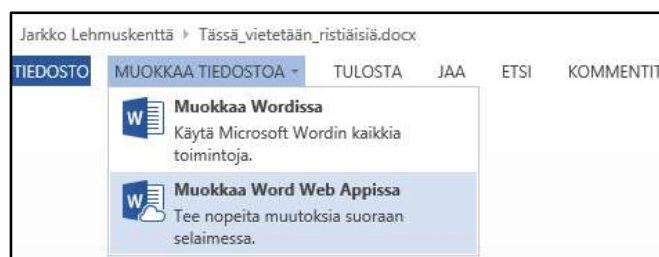 Jarkko Lehmuskenttä ▸ Tässä_vietetään_ristiäisiä.docx
TIEDOSTO MUOKKAA TIEDOSTOA TULOSTA JAA ETSI KOMMENTIT
Muokkaa Wordissa
Käytä Microsoft Wordin kaikkia
toimintoja.
Muokkaa Word Web Appissa
Tee nopeita muutoksia suoraan
selaimessa.